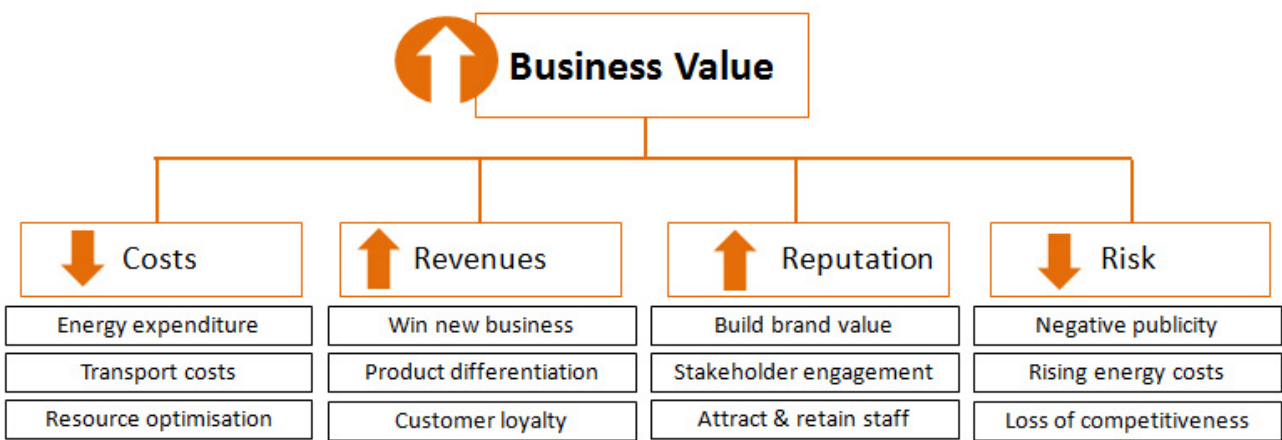 Business Value
Costs
Revenues
Reputation
Risk
Energy expenditure
Win new business
Build brand value
Negative publicity
Transport costs
Product differentiation
Stakeholder engagement
Rising energy costs
Resource optimisation
Customer loyalty
Attract & retain staff
Loss of competitiveness